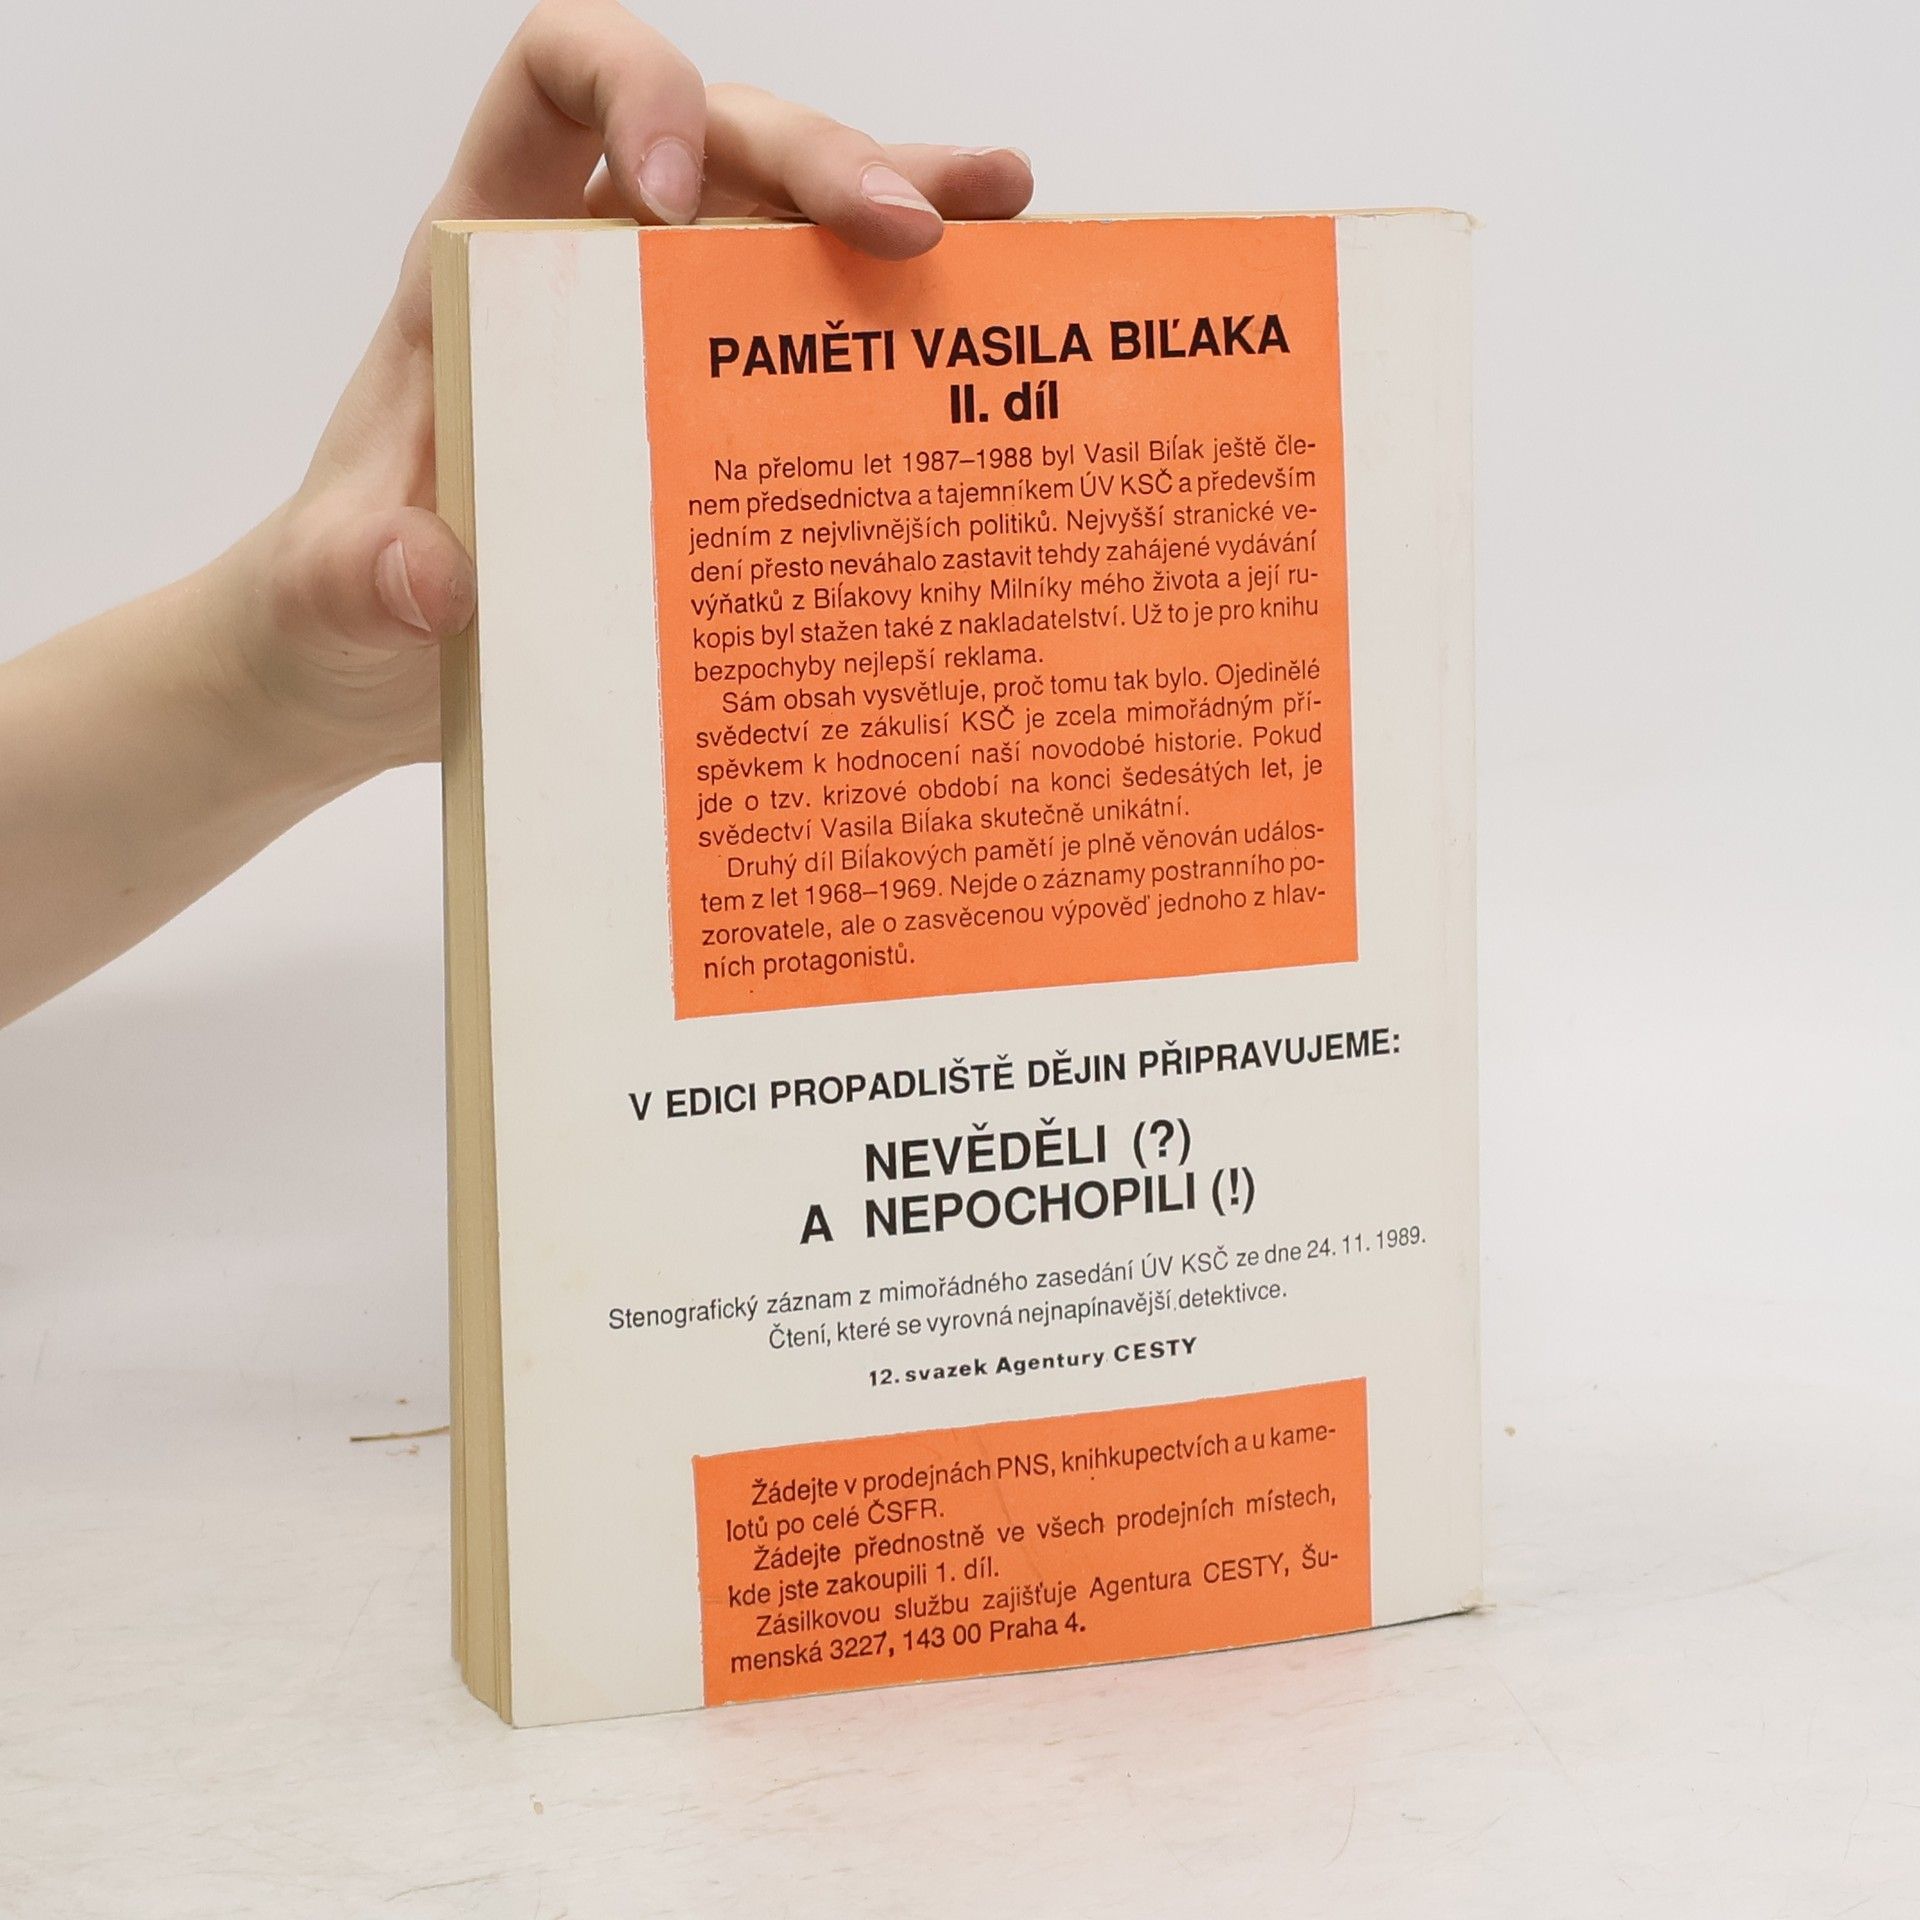 PAMĚTI VASILA BIĽAKA
II. díl
Na přelomu let 1987–1988 byl Vasil Biľak ještě čle-
nem předsednictva a tajemníkem ÚV KSČ a především
jedním z nejvlivnějších politiků. Nejvyšší stranické ve-
dení přesto neváhalo zastavit tehdy zahájené vydávání
výňatků z Biľakovy knihy Milníky mého života a její ru-
kopis byl stažen také z nakladatelství. Už to je pro knihu
bezpochyby nejlepší reklama.
Sám obsah vysvětluje, proč tomu tak bylo. Ojedinělé
svědectví ze zákulisí KSČ je zcela mimořádným pří-
spěvkem k hodnocení naší novodobé historie. Pokud
jde o tzv. krizové období na konci šedesátých let, je
svědectví Vasila Biľaka skutečně unikátní.
Druhý díl Biľakových pamětí je plně věnován událos-
tem z let 1968–1969. Nejde o záznamy postranního po-
zorovatele, ale o zasvěcenou výpověď jednoho z hlav-
ních protagonistů.
V EDICI PROPADLIŠTĚ DĚJIN PŘIPRAVUJEME:
NEVĚDĚLI (?)
A NEPOCHOPILI (!)
Stenografický záznam z mimořádného zasedání ÚV KSČ ze dne 24. 11. 1989.
Čtení, které se vyrovná nejnapínavější detektivce.
12. svazek Agentury CESTY
Žádejte v prodejnách PNS, knihkupectvích a u kame-
lotů po celé ČSFR.
Žádejte přednostně ve všech prodejních místech,
kde jste zakoupili 1. díl.
Zásilkovou službu zajišťuje Agentura CESTY, Šu-
menská 3227, 143 00 Praha 4.